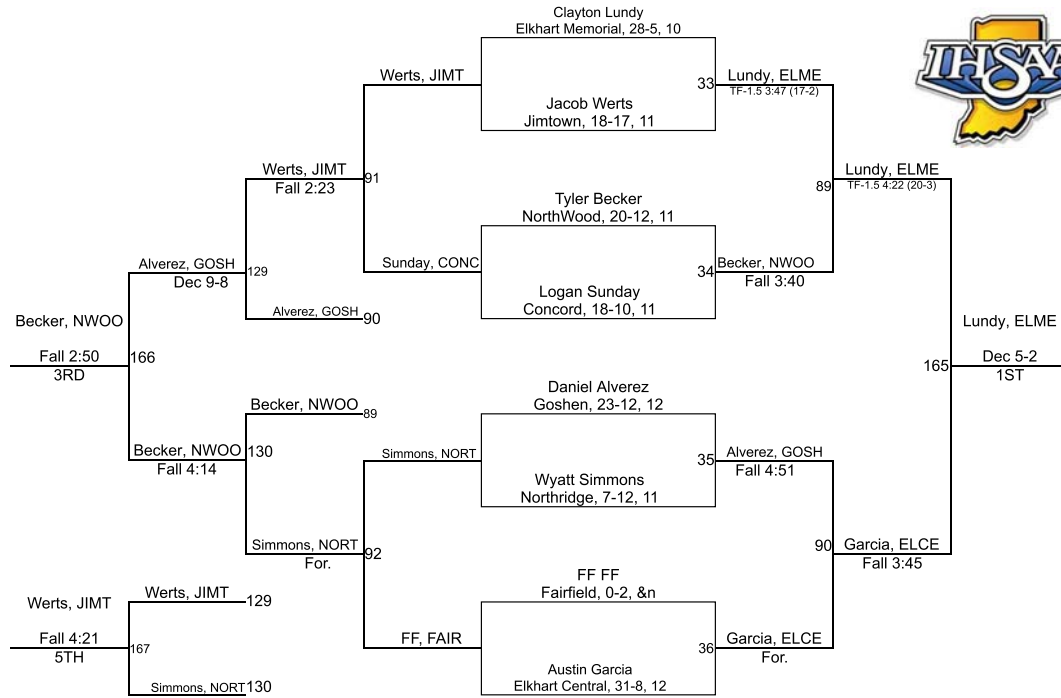 Clayton Lundy
Elkhart Memorial, 28-5, 10
IHSAA
Werts, JIMT
33
Lundy, ELME
TF-1.5 3:47 (17-2)
Jacob Werts
Jimtown, 18-17, 11
Werts, JIMT
Fall 2:23
91
Lundy, ELME
TF-1.5 4:22 (20-3)
89
Tyler Becker
NorthWood, 20-12, 11
Alverez, GOSH
Dec 9-8
129
Sunday, CONC
34
Becker, NWOO
Fall 3:40
Logan Sunday
Concord, 18-10, 11
Alverez, GOSH
90
Becker, NWOO
Fall 2:50
3RD
166
Lundy, ELME
165
Dec 5-2
1ST
Daniel Alverez
Goshen, 23-12, 12
Becker, NWOO
89
Becker, NWOO
130
Fall 4:14
Simmons, NORT
35
Alverez, GOSH
Fall 4:51
Wyatt Simmons
Northridge, 7-12, 11
Simmons, NORT
For.
92
90
Garcia, ELCE
Fall 3:45
FF FF
Fairfield, 0-2, &n
Werts, JIMT
Werts, JIMT
129
Fall 4:21
5TH
167
FF, FAIR
36
Garcia, ELCE
For.
Austin Garcia
Elkhart Central, 31-8, 12
Simmons, NORT
130